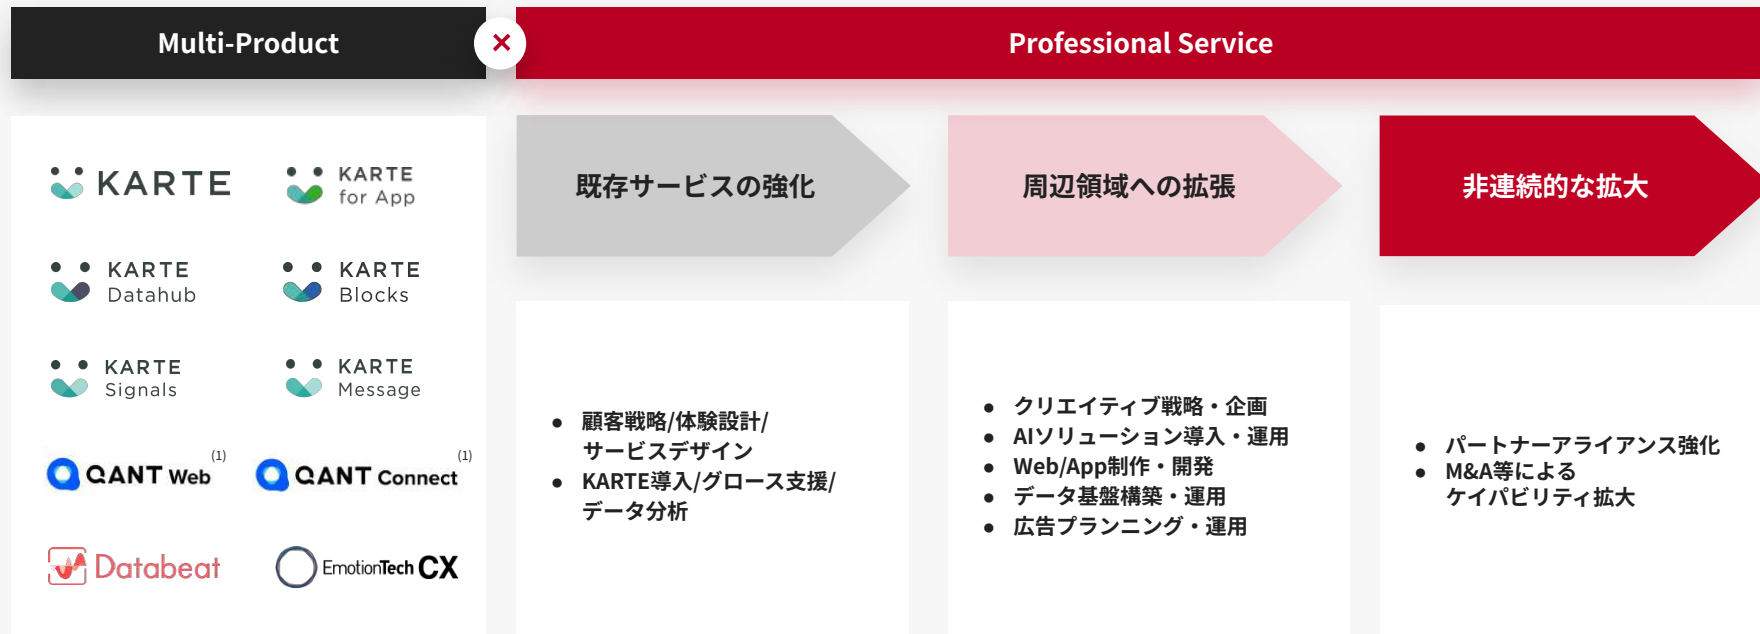 Multi-Product
×
Professional Service
KARTE
KARTE
for App
KARTE
Datahub
KARTE
Blocks
KARTE
Signals
KARTE
Message
QANT Web
(1)
QANT Connect
(1)
Databeat
EmotionTech CX
既存サービスの強化
● 顧客戦略/体験設計/
サービスデザイン
● KARTE導入/グロース支援/
データ分析
周辺領域への拡張
● クリエイティブ戦略・企画
● AIソリューション導入・運用
● Web/App制作・開発
● データ基盤構築・運用
● 広告プランニング・運用
非連続的な拡大
● パートナーアライアンス強化
● M&A等による
ケイパビリティ拡大